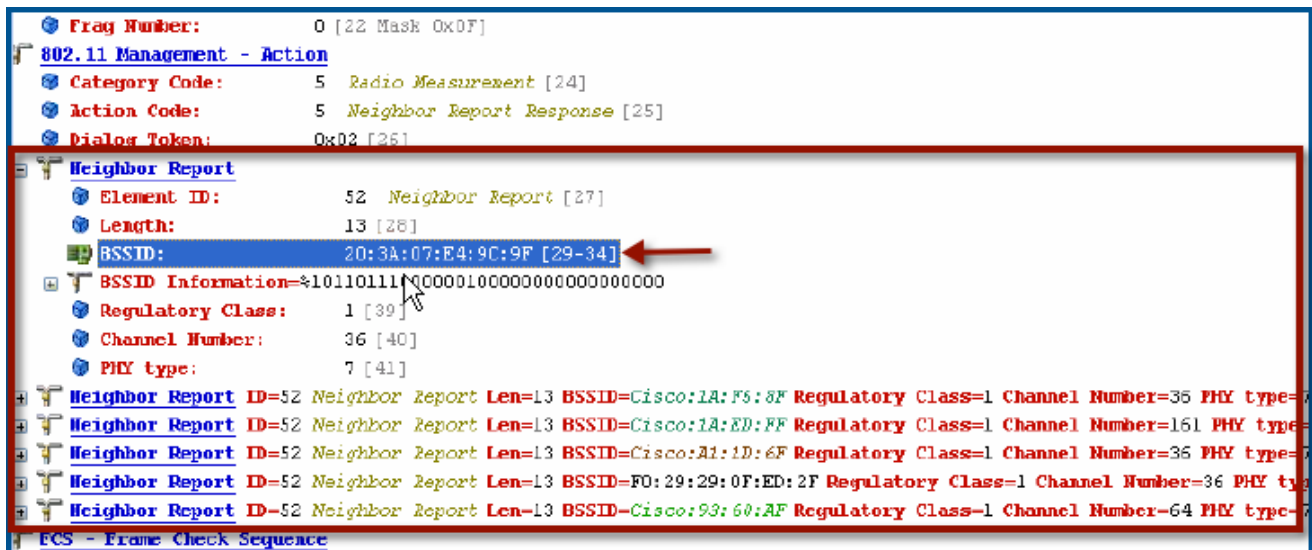 Frag Number: 0 [22 Mask 0x0F]
802.11 Management - Action
Category Code: 5 Radio Measurement [24]
Action Code: 5 Neighbor Report Response [25]
Dialog Token: 0x02 [26]
Neighbor Report
Element ID: 52 Neighbor Report [27]
Length: 13 [28]
BSSID: 20:3A:07:E4:9C:9F [29-34]
BSSID Information=
Regulatory Class: 1 [39]
Channel Number: 36 [40]
PHY type: 7 [41]
Neighbor Report ID=52 Neighbor Report Len=13 BSSID=Cisco:1A:F6:8F Regulatory Class=1 Channel Number=36 PHY type=7
Neighbor Report ID=52 Neighbor Report Len=13 BSSID=Cisco:1A:ED:FF Regulatory Class=1 Channel Number=161 PHY type=
Neighbor Report ID=52 Neighbor Report Len=13 BSSID=Cisco:A1:1D:6F Regulatory Class=1 Channel Number=36 PHY type=7
Neighbor Report ID=52 Neighbor Report Len=13 BSSID=F0:29:29:0F:ED:2F Regulatory Class=1 Channel Number=36 PHY ty
Neighbor Report ID=52 Neighbor Report Len=13 BSSID=Cisco:93:60:AF Regulatory Class=1 Channel Number=64 PHY type=7
FCS - Frame Check Sequence